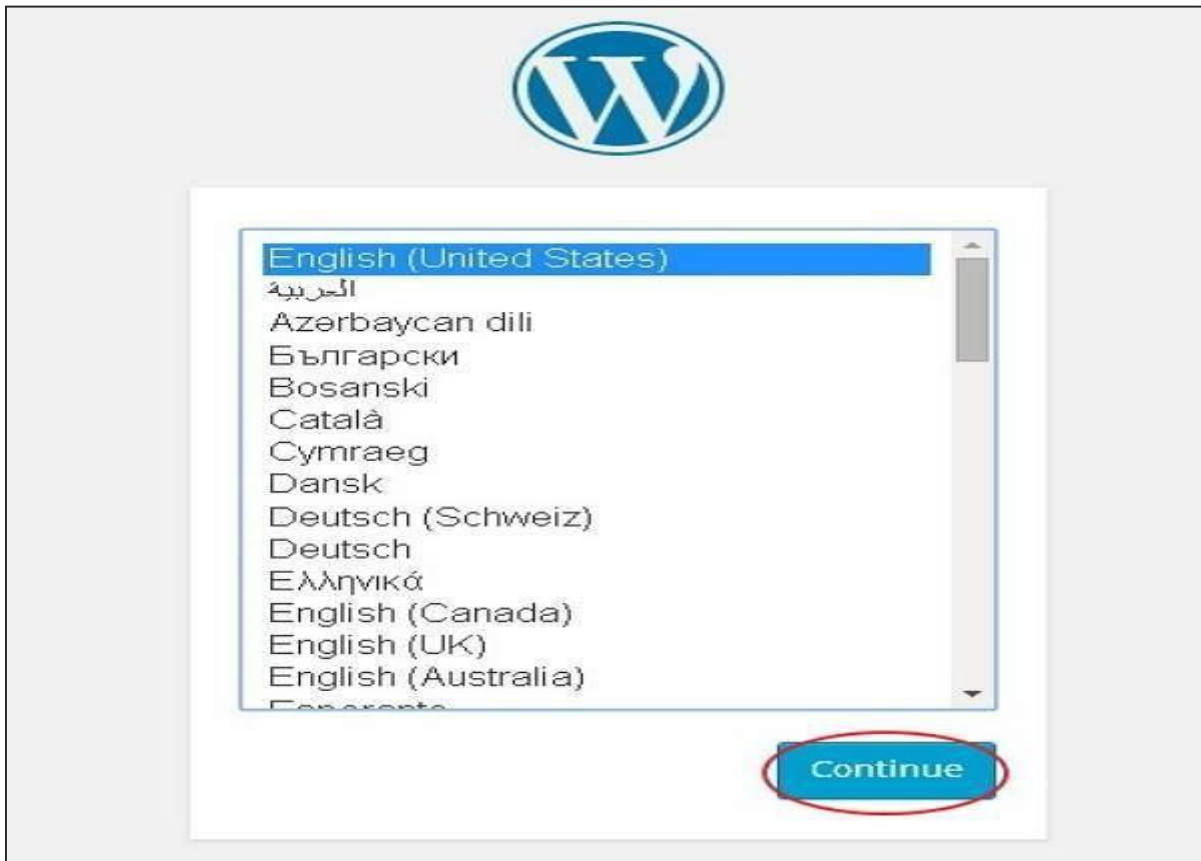 English (United States)
العربية
Azərbaycan dili
Български
Bosanski
Català
Cymraeg
Dansk
Deutsch (Schweiz)
Deutsch
Ελληνικά
English (Canada)
English (UK)
English (Australia)
Esperanto
Continue